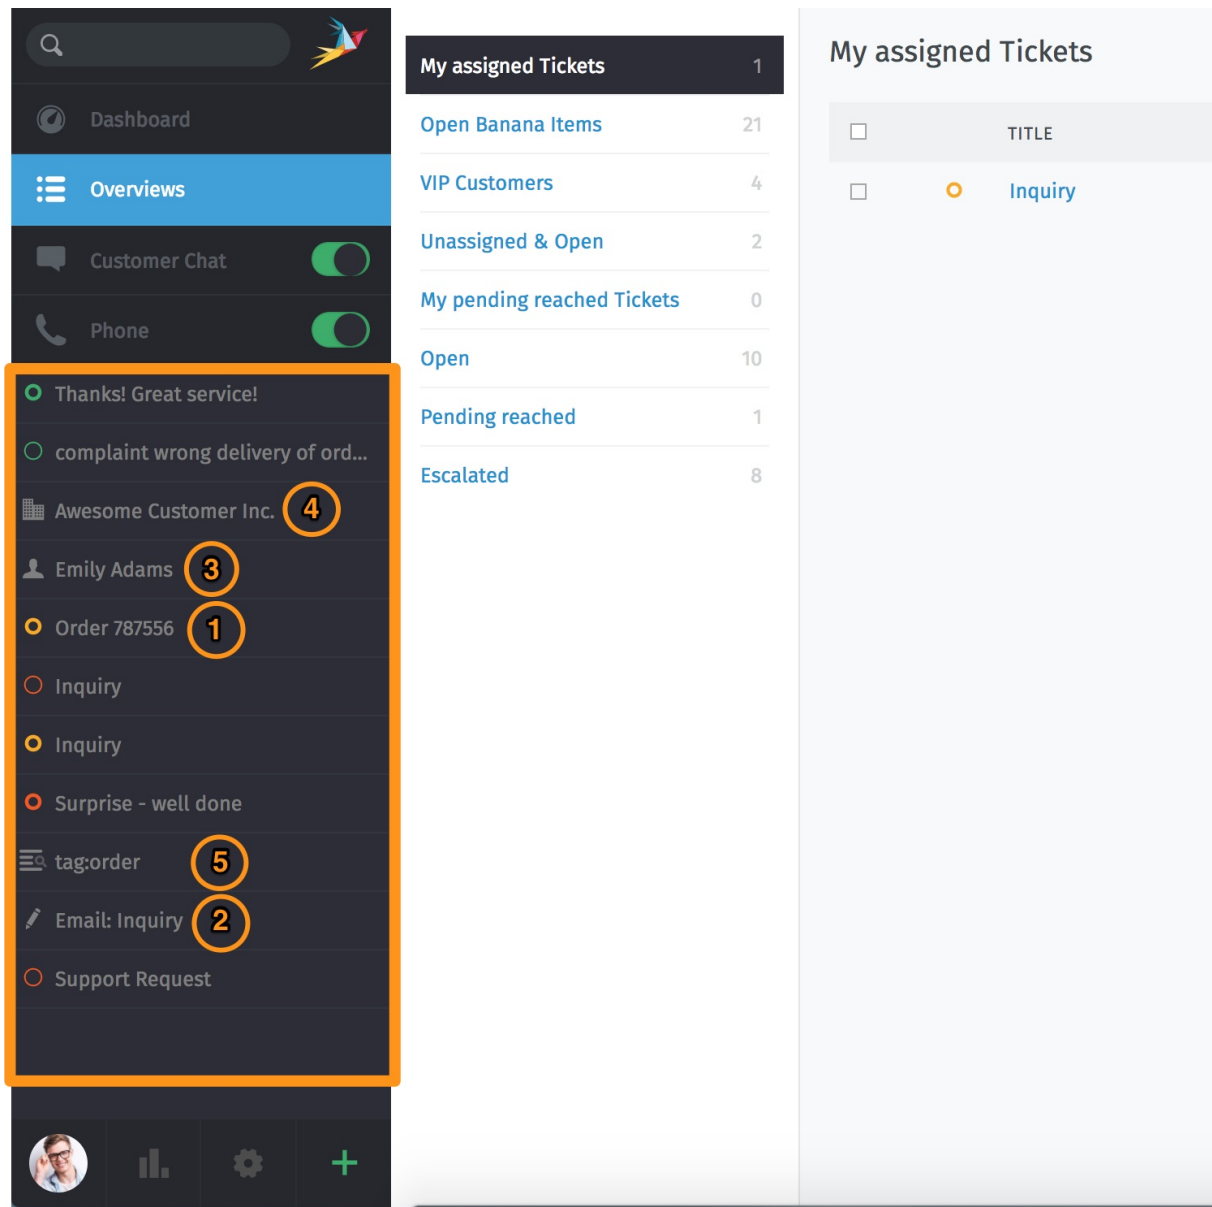 Dashboard
Overviews
Customer Chat
Phone
Thanks! Great service!
complaint wrong delivery of ord...
Awesome Customer Inc. 4
Emily Adams 3
Order 787556 1
Inquiry
Inquiry
Surprise - well done
tag:order 5
Email: Inquiry 2
Support Request
My assigned Tickets 1
Open Banana Items 21
VIP Customers 4
Unassigned & Open 2
My pending reached Tickets 0
Open 10
Pending reached 1
Escalated 8
My assigned Tickets
TITLE
Inquiry